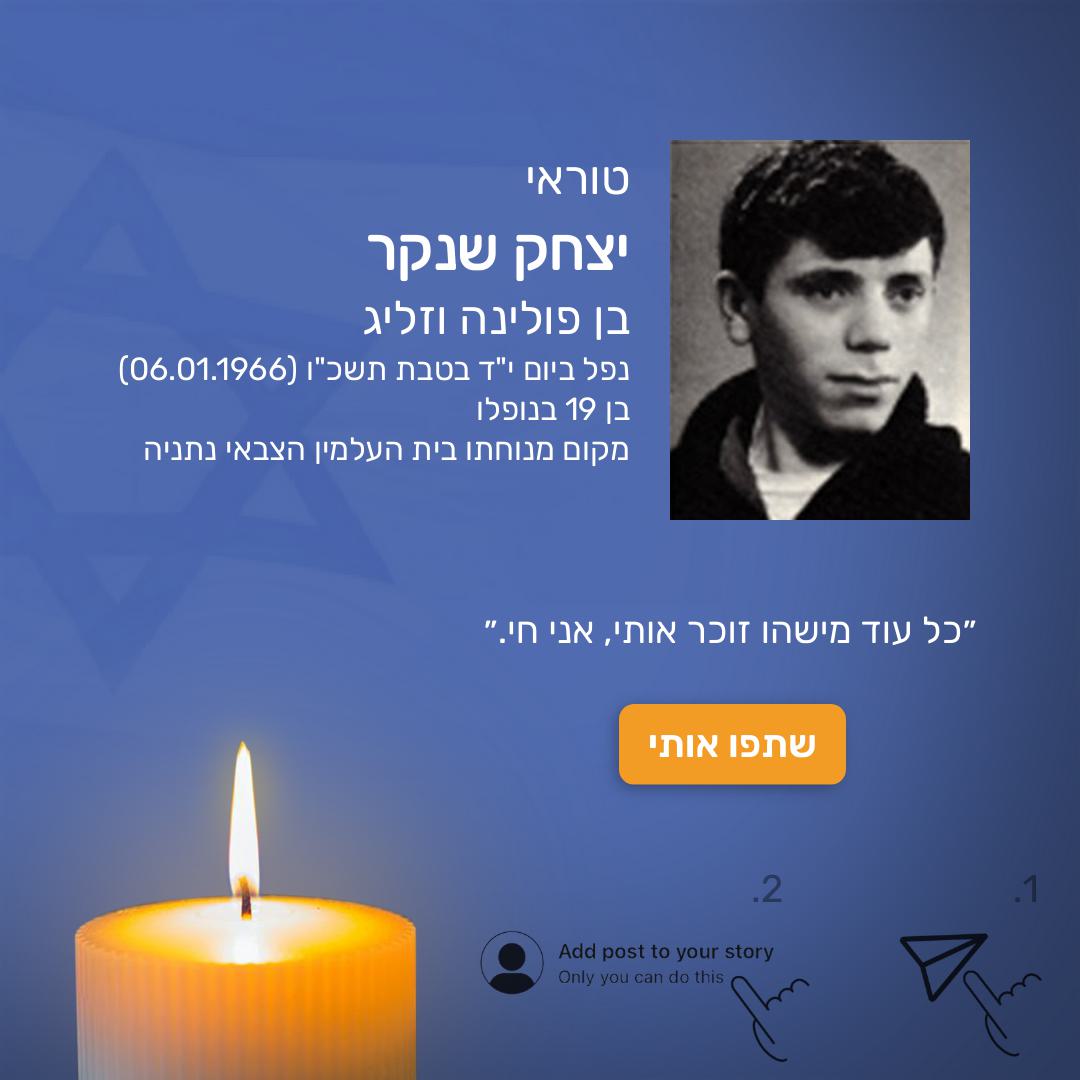 טוראי
יצחק שנקר
בן פולינה וזליג
נפל ביום י"ד בטבת תשכ"ו (06.01.1966)
בן 19 בנופלו
מקום מנוחתו בית העלמין הצבאי נתניה
״כל עוד מישהו זוכר אותי, אני חי.״
שתפו אותי
.1
.2
Add post to your story
Only you can do this